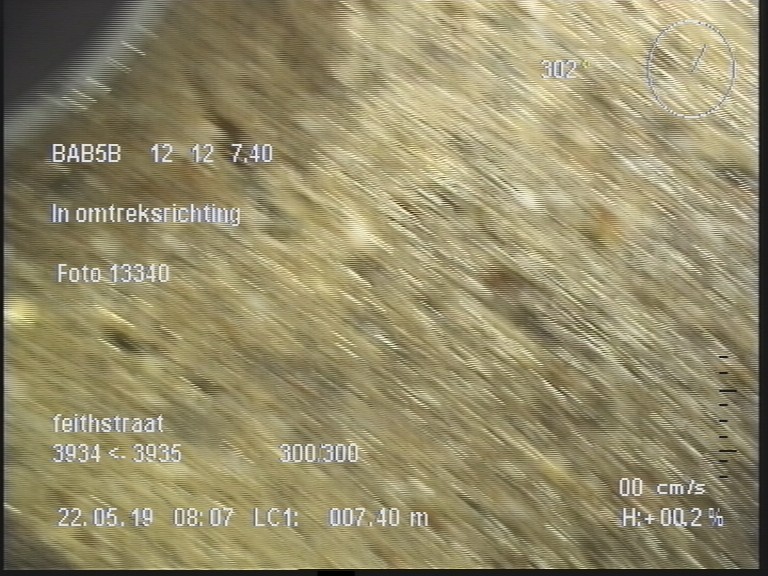 302°
BAB5B 12 12 7.40
In omtreksrichting
Foto 13340
feithstraat
3934 <- 3935 300/300
00 cm/s
22.05.19 08:07 LC1: 007.40 m H:+00.2 %